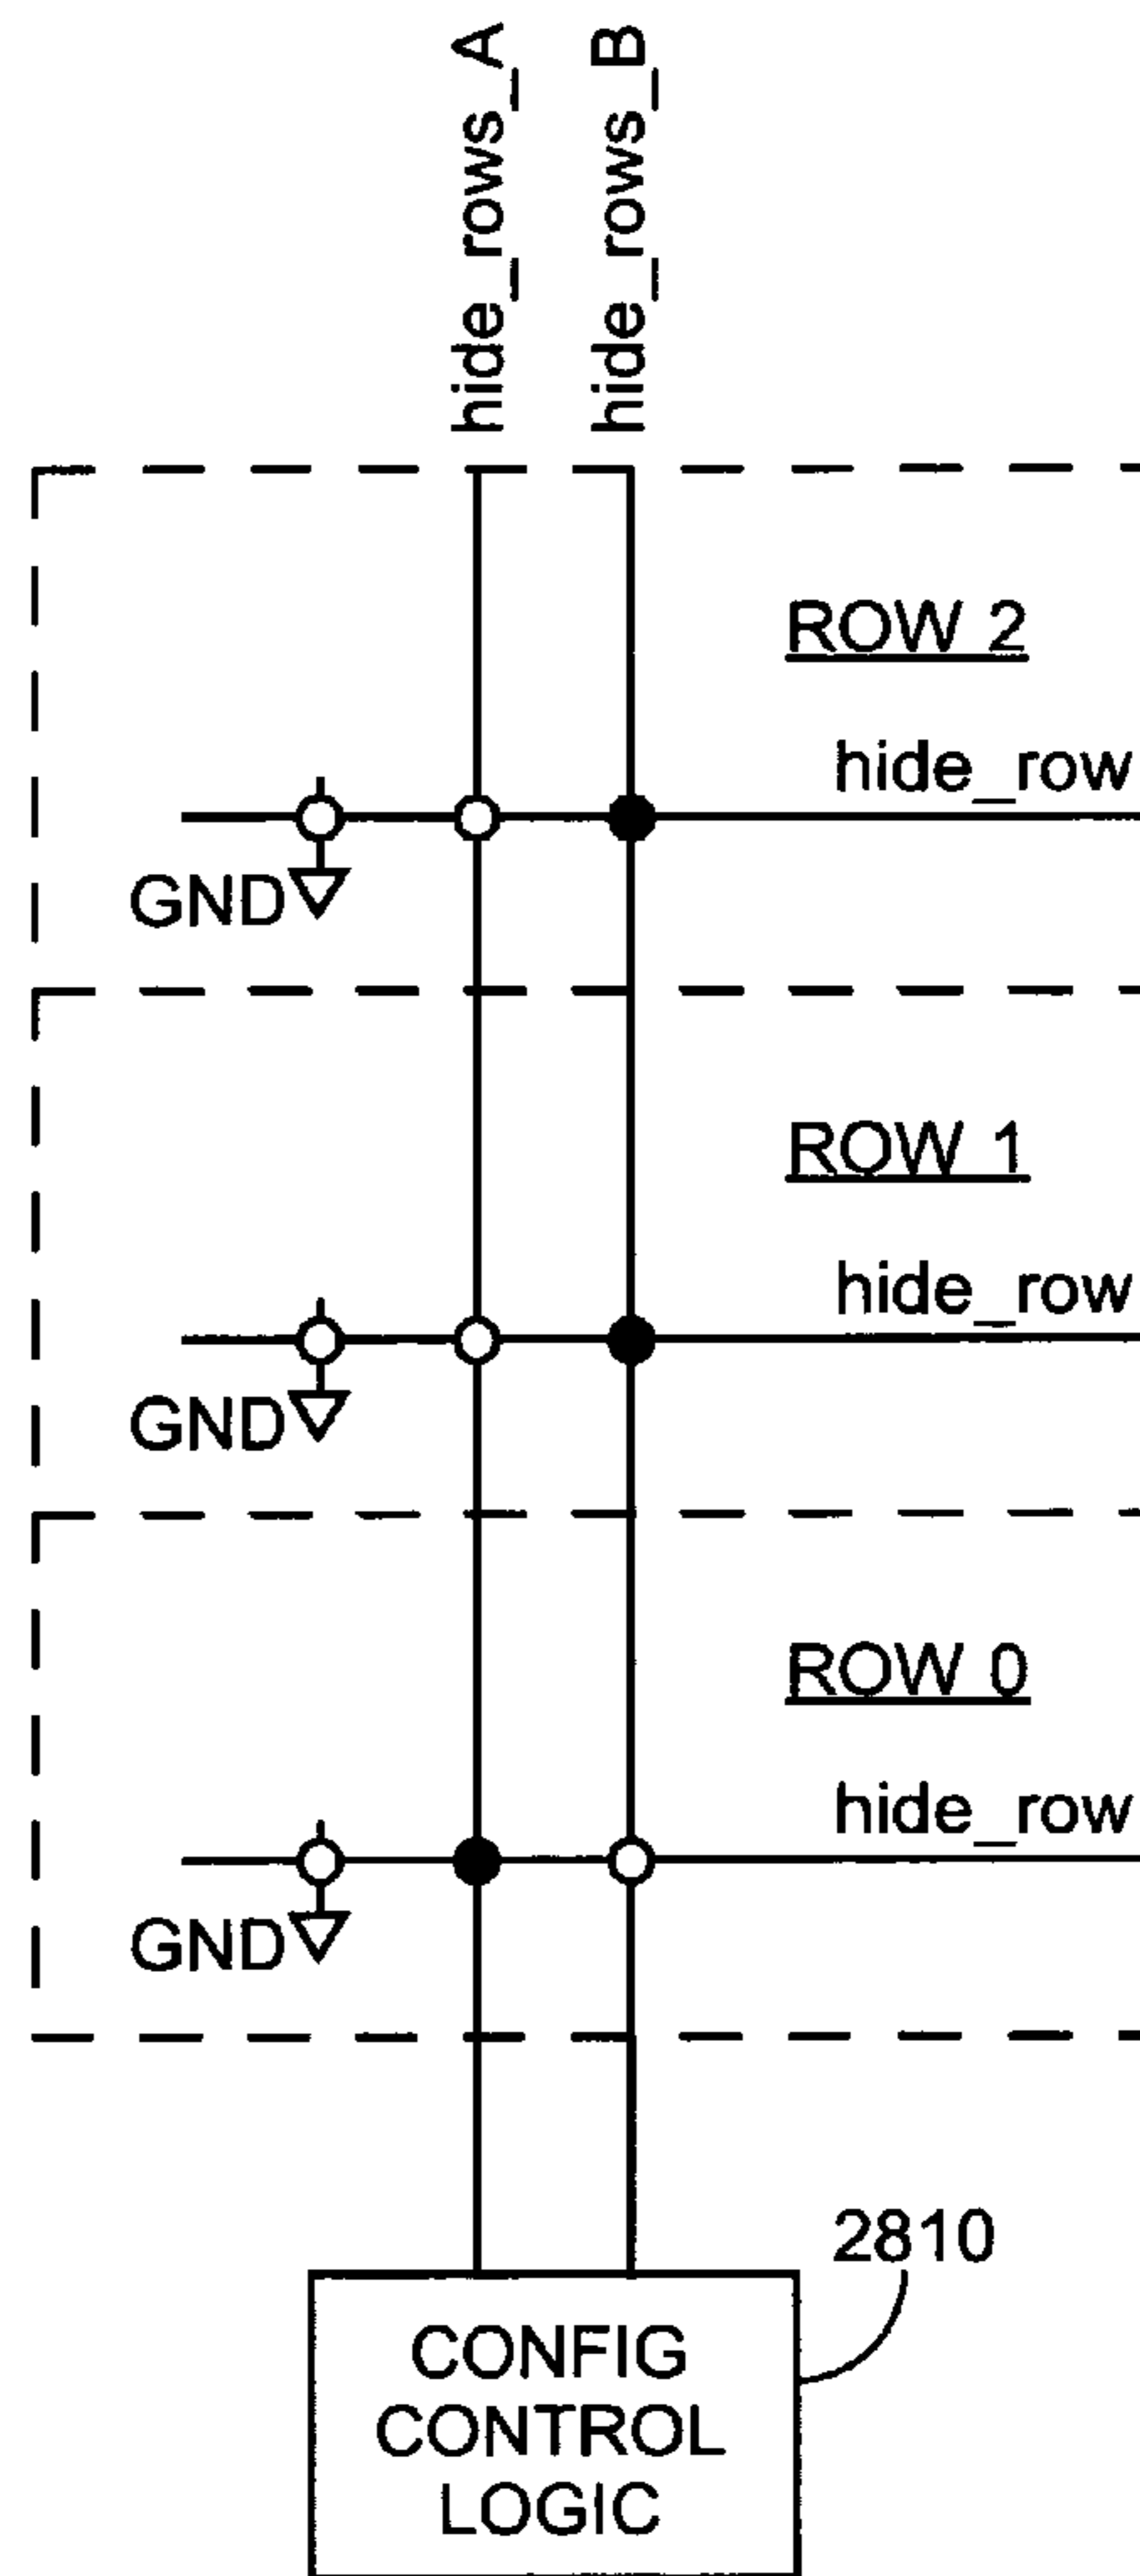 hide_rows_A
hide_rows_B
ROW 2
hide_row
GND
ROW 1
hide_row
GND
ROW 0
hide_row
GND
2810
CONFIG
CONTROL
LOGIC